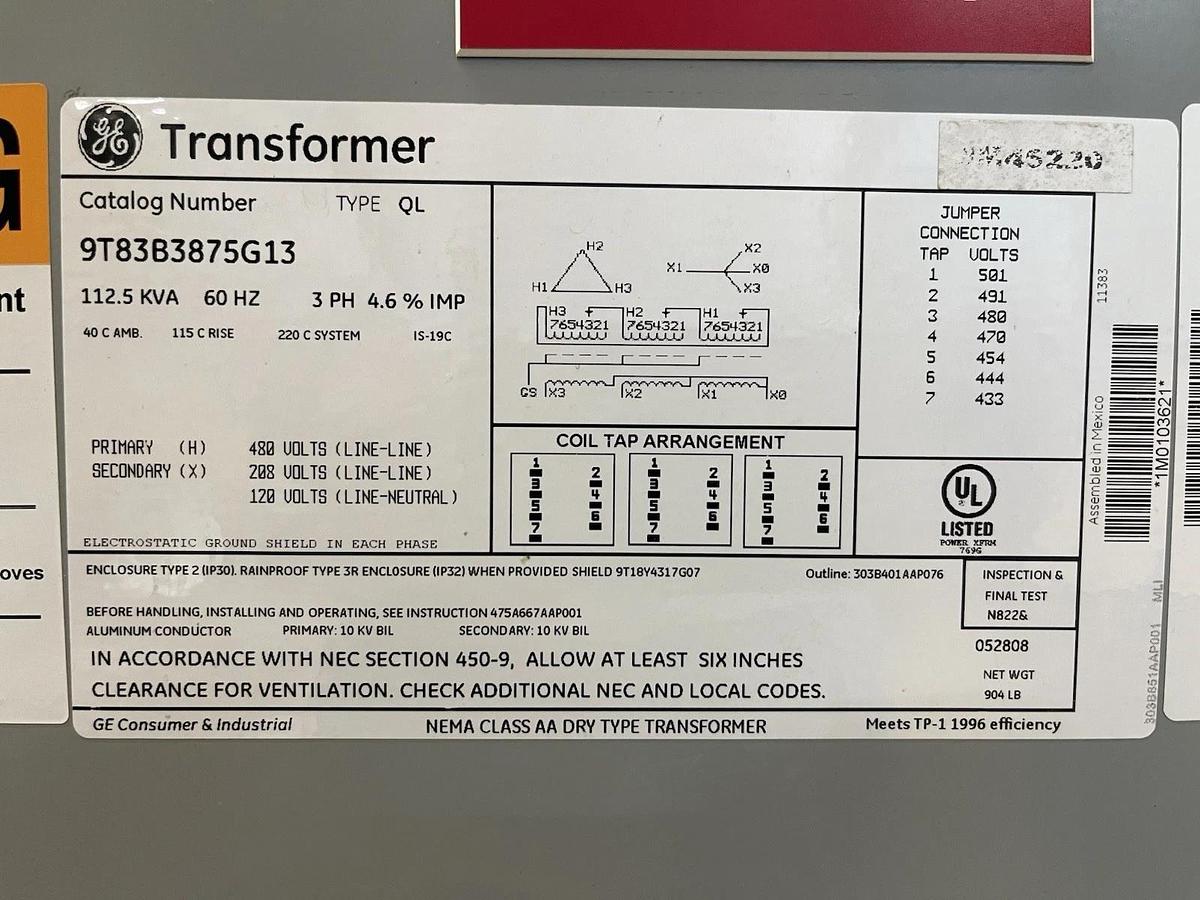 G
nt
oves
GE Transformer
46220
Catalog Number TYPE QL
9T83B3875G13
112.5 KVA 60 HZ 3 PH 4.6 % IMP
40 C AMB. 115 C RISE 220 C SYSTEM IS-19C
PRIMARY (H) 480 VOLTS (LINE-LINE)
SECONDARY (X) 208 VOLTS (LINE-LINE)
120 VOLTS (LINE-NEUTRAL)
ELECTROSTATIC GROUND SHIELD IN EACH PHASE
H2
H1 H3
X2
X1 X0
X3
H3 + H2 + H1 +
7654321 7654321 7654321
GS X3 X2 X1 X0
COIL TAP ARRANGEMENT
1 2 1 2 1 2
3 4 3 4 3 4
5 6 5 6 5 6
7 7 7
JUMPER
CONNECTION
TAP VOLTS
1 501
2 491
3 480
4 470
5 454
6 444
7 433
UL
LISTED
POWER XFRM
769G
11383
Assembled in Mexico
*1M0103621*
303B851AAP001 MLI
ENCLOSURE TYPE 2 (IP30). RAINPROOF TYPE 3R ENCLOSURE (IP32) WHEN PROVIDED SHIELD 9T18Y4317G07 Outline: 303B401AAP076
INSPECTION &
FINAL TEST
N822&
BEFORE HANDLING, INSTALLING AND OPERATING, SEE INSTRUCTION 475A667AAP001
ALUMINUM CONDUCTOR PRIMARY: 10 KV BIL SECONDARY: 10 KV BIL
052808
IN ACCORDANCE WITH NEC SECTION 450-9, ALLOW AT LEAST SIX INCHES
CLEARANCE FOR VENTILATION. CHECK ADDITIONAL NEC AND LOCAL CODES.
NET WGT
904 LB
GE Consumer & Industrial NEMA CLASS AA DRY TYPE TRANSFORMER Meets TP-1 1996 efficiency